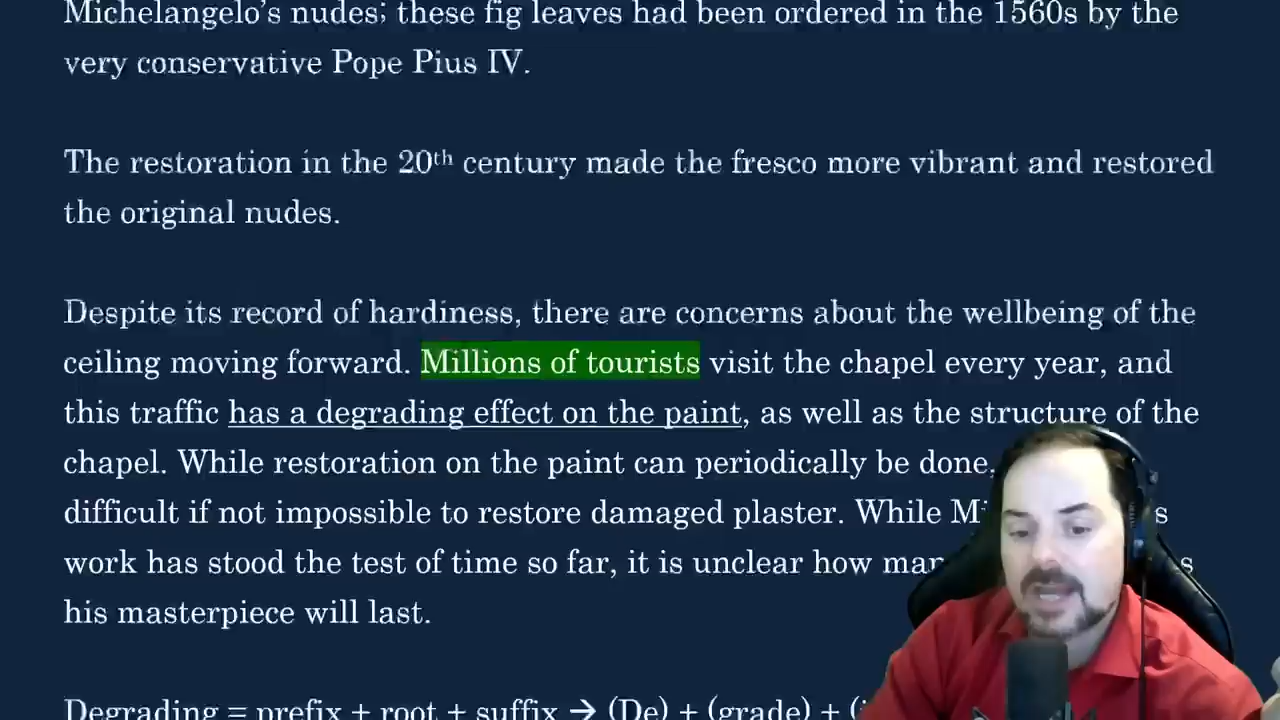 Michelangelo's nudes; these fig leaves had been ordered in the 1560s by the
very conservative Pope Pius IV.
The restoration in the 20th century made the fresco more vibrant and restored
the original nudes.
Despite its record of hardiness, there are concerns about the wellbeing of the
ceiling moving forward. Millions of tourists visit the chapel every year, and
this traffic has a degrading effect on the paint, as well as the structure of the
chapel. While restoration on the paint can periodically be done,
difficult if not impossible to restore damaged plaster. While
work has stood the test of time so far, it is unclear how
his masterpiece will last.
Degrading = prefix + root + suffix → (De) + (grade) + (